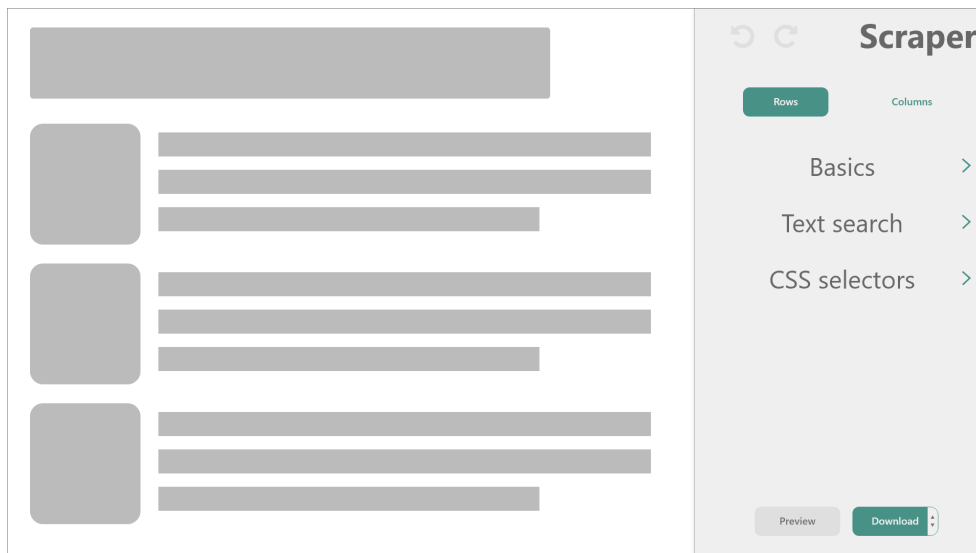 Scraper
Rows
Columns
Basics
Text search
CSS selectors
Preview
Download